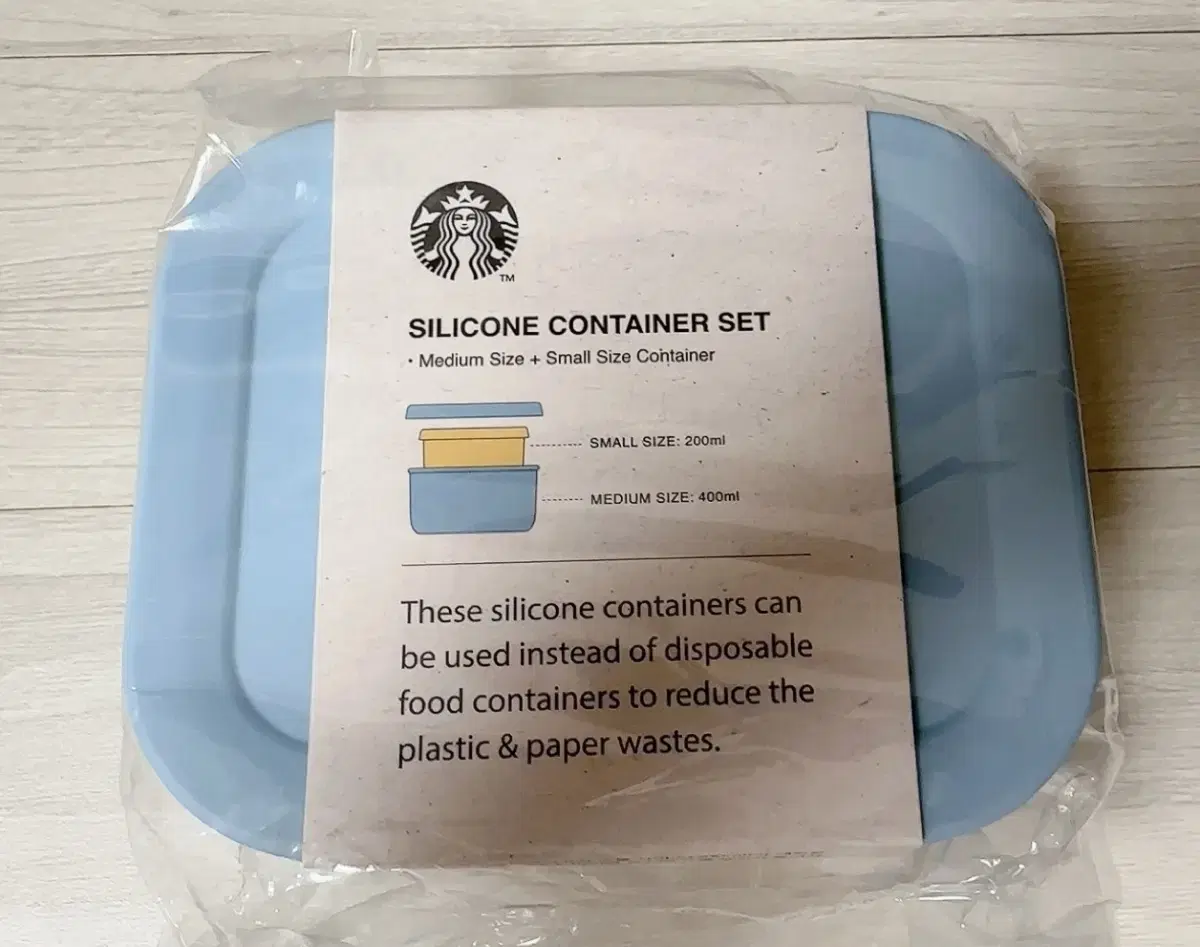 TM
SILICONE CONTAINER SET
• Medium Size + Small Size Container
SMALL SIZE: 200ml
MEDIUM SIZE: 400ml
These silicone containers can
be used instead of disposable
food containers to reduce the
plastic & paper wastes.